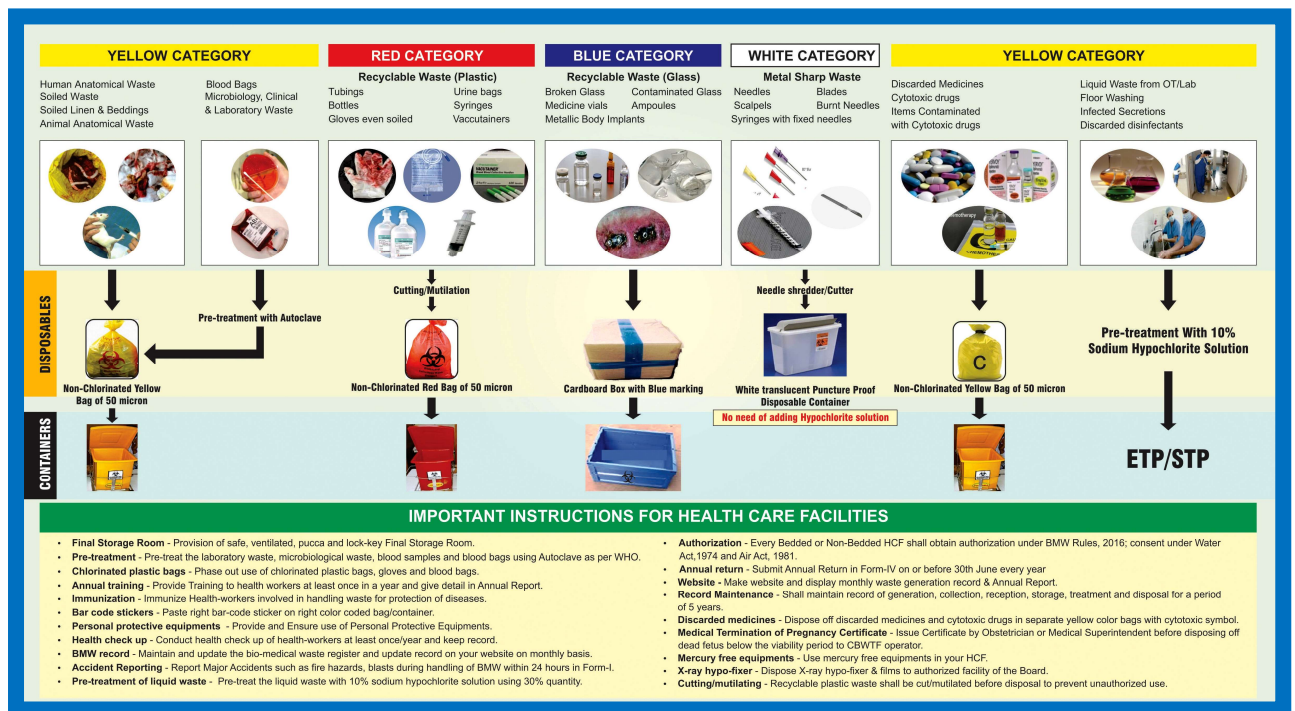 YELLOW CATEGORY
Human Anatomical Waste
Soiled Waste
Soiled Linen & Beddings
Animal Anatomical Waste
Blood Bags
Microbiology, Clinical
& Laboratory Waste
RED CATEGORY
Recyclable Waste (Plastic)
Tubings
Bottles
Gloves even soiled
Urine bags
Syringes
Vaccutainers
BLUE CATEGORY
Recyclable Waste (Glass)
Broken Glass
Medicine vials
Metallic Body Implants
Contaminated Glass
Ampoules
WHITE CATEGORY
Metal Sharp Waste
Needles
Scalpels
Syringes with fixed needles
Blades
Burnt Needles
YELLOW CATEGORY
Discarded Medicines
Cytotoxic drugs
Items Contaminated
with Cytotoxic drugs
Liquid Waste from OT/Lab
Floor Washing
Infected Secretions
Discarded disinfectants
DISPOSABLES
Pre-treatment with Autoclave
Non-Chlorinated Yellow
Bag of 50 micron
Cutting/Mutilation
Non-Chlorinated Red Bag of 50 micron
Cardboard Box with Blue marking
Needle shredder/Cutter
White translucent Puncture Proof
Disposable Container
No need of adding Hypochlorite solution
C
Non-Chlorinated Yellow Bag of 50 micron
Pre-treatment With 10%
Sodium Hypochlorite Solution
CONTAINERS
ETP/STP
IMPORTANT INSTRUCTIONS FOR HEALTH CARE FACILITIES
• Final Storage Room - Provision of safe, ventilated, pucca and lock-key Final Storage Room.
• Pre-treatment - Pre-treat the laboratory waste, microbiological waste, blood samples and blood bags using Autoclave as per WHO.
• Chlorinated plastic bags - Phase out use of chlorinated plastic bags, gloves and blood bags.
• Annual training - Provide Training to health workers at least once in a year and give detail in Annual Report.
• Immunization - Immunize Health-workers involved in handling waste for protection of diseases.
• Bar code stickers - Paste right bar-code sticker on right color coded bag/container.
• Personal protective equipments - Provide and Ensure use of Personal Protective Equipments.
• Health check up - Conduct health check up of health-workers at least once/year and keep record.
• BMW record - Maintain and update the bio-medical waste register and update record on your website on monthly basis.
• Accident Reporting - Report Major Accidents such as fire hazards, blasts during handling of BMW within 24 hours in Form-I.
• Pre-treatment of liquid waste - Pre-treat the liquid waste with 10% sodium hypochlorite solution using 30% quantity.
• Authorization - Every Bedded or Non-Bedded HCF shall obtain authorization under BMW Rules, 2016; consent under Water
Act,1974 and Air Act, 1981.
• Annual return - Submit Annual Return in Form-IV on or before 30th June every year
• Website - Make website and display monthly waste generation record & Annual Report.
• Record Maintenance - Shall maintain record of generation, collection, reception, storage, treatment and disposal for a period
of 5 years.
• Discarded medicines - Dispose off discarded medicines and cytotoxic drugs in separate yellow color bags with cytotoxic symbol.
• Medical Termination of Pregnancy Certificate - Issue Certificate by Obstetrician or Medical Superintendent before disposing off
dead fetus below the viability period to CBWTF operator.
• Mercury free equipments - Use mercury free equipments in your HCF.
• X-ray hypo-fixer - Dispose X-ray hypo-fixer & films to authorized facility of the Board.
• Cutting/mutilating - Recyclable plastic waste shall be cut/mutilated before disposal to prevent unauthorized use.